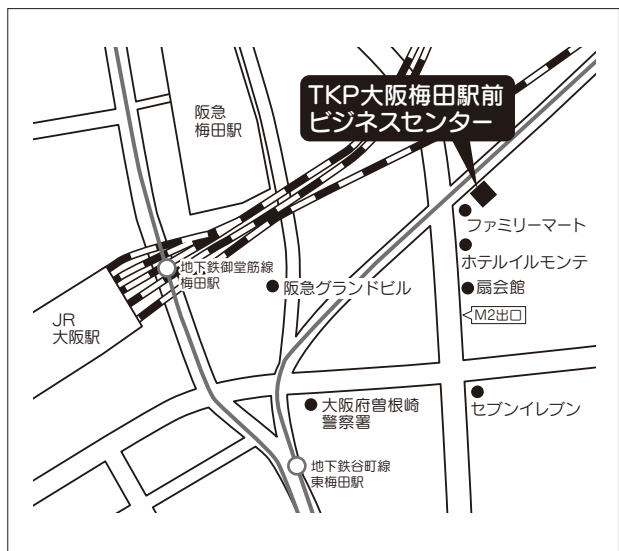 阪急
梅田駅
TKP大阪梅田駅前
ビジネスセンター
ファミリーマート
ホテルイルモンテ
地下鉄御堂筋線
梅田駅
阪急グランドビル
扇会館
JR
大阪駅
M2出口
大阪府曽根崎
警察署
セブンイレブン
地下鉄谷町線
東梅田駅